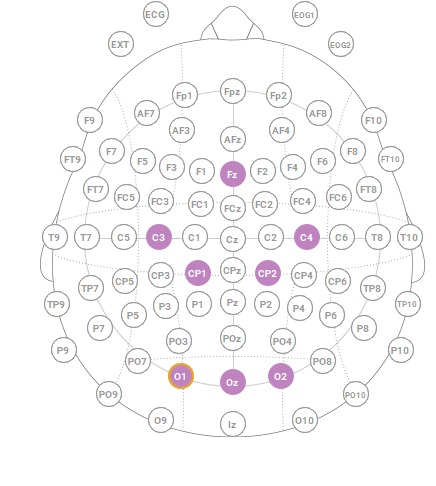 ECG EOG1
EXT EOG2
Fp1 Fpz Fp2
F9 AF7 AF8 F10
AF3 AFz AF4
FT9 F7 F5 F3 F1 Fz F2 F4 F6 F8 FT10
FT7 FC5 FC3 FC1 FCz FC2 FC4 FC6 FT8
T9 T7 C5 C3 C1 Cz C2 C4 C6 T8 T10
TP7 CP5 CP3 CP1 CPz CP2 CP4 CP6 TP8
TP9 P5 P3 P1 Pz P2 P4 P6 TP10
P7 P8
P9 PO3 POz PO4 P10
PO7 PO8
O1 Oz O2
PO9 PO10
O9 Iz O10